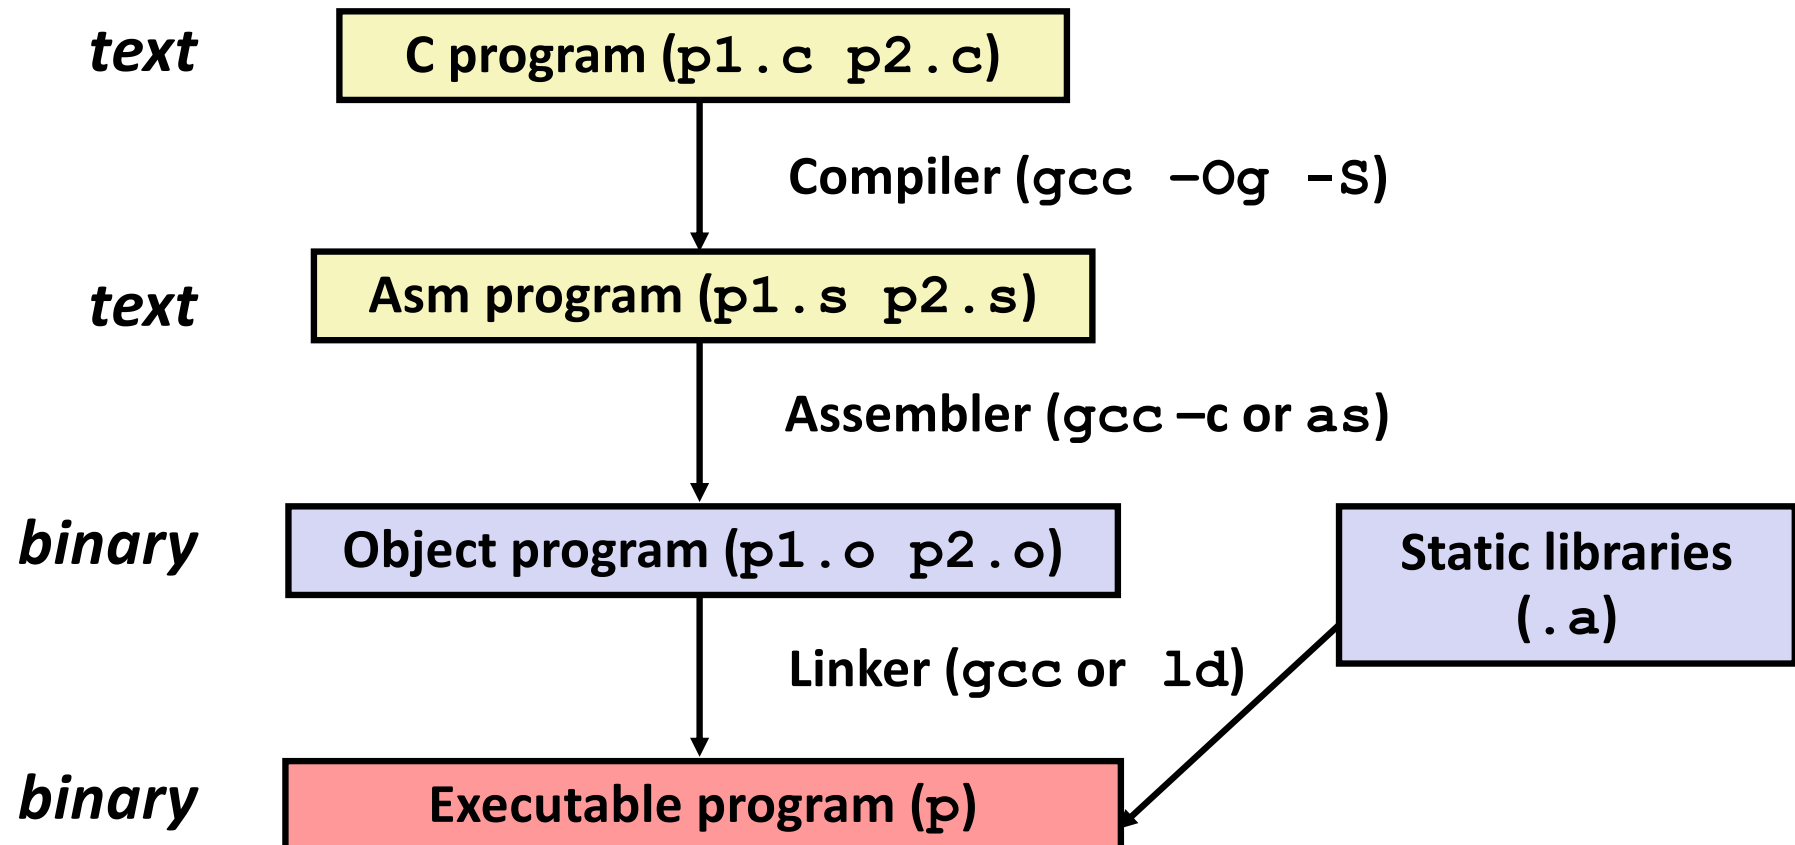 text
C program (p1.c p2.c)
Compiler (gcc –Og -S)
text
Asm program (p1.s p2.s)
Assembler (gcc –c or as)
binary
Object program (p1.o p2.o)
Static libraries
(.a)
Linker (gcc or ld)
binary
Executable program (p)